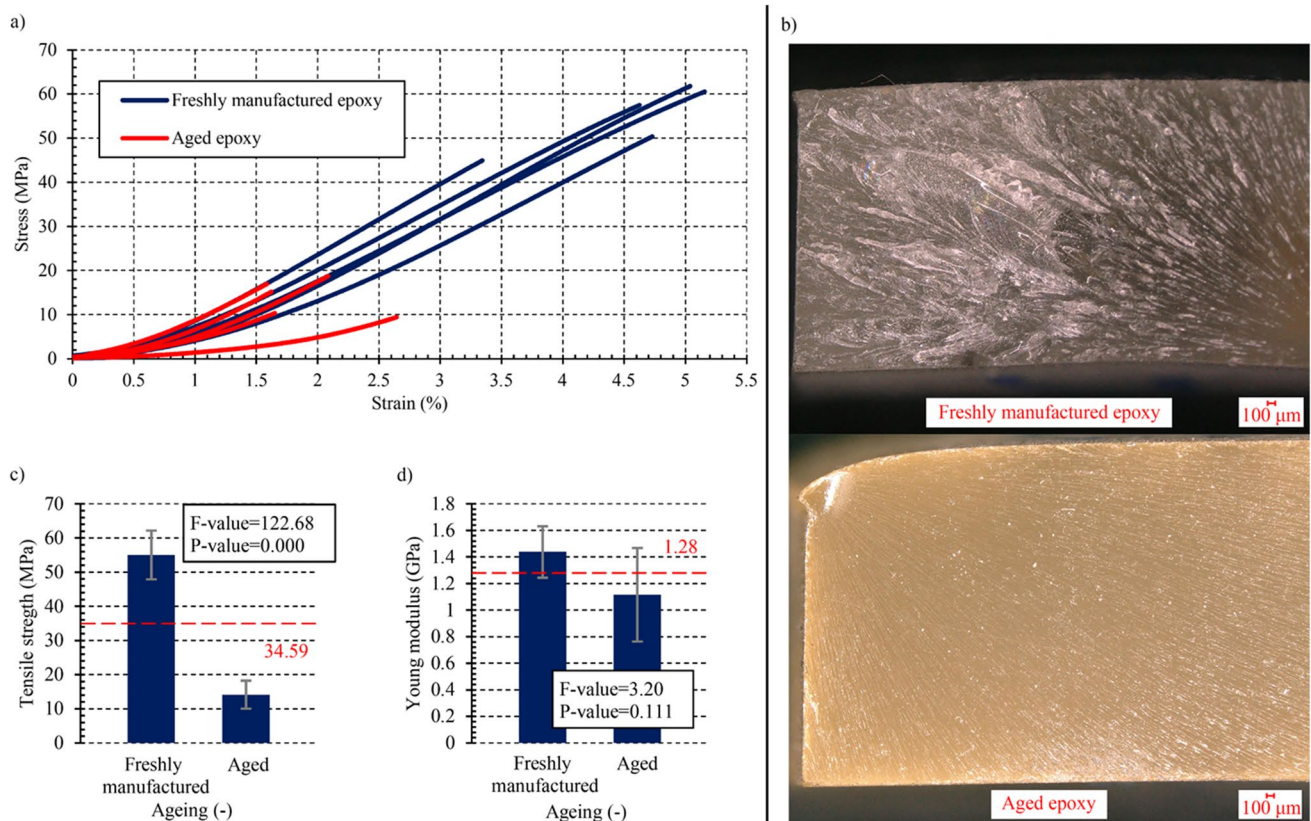 a)
70
60
50
40
30
20
10
0
Stress (MPa)
Freshly manufactured epoxy
Aged epoxy
0 0.5 1 1.5 2 2.5 3 3.5 4 4.5 5 5.5
Strain (%)
b)
Freshly manufactured epoxy
100 μm
Aged epoxy
100 μm
c)
70
60
50
40
30
20
10
0
Tensile stregth (MPa)
F-value=122.68
P-value=0.000
34.59
Freshly
manufactured
Aged
Ageing (-)
d)
1.8
1.6
1.4
1.2
1
0.8
0.6
0.4
0.2
0
Young modulus (GPa)
1.28
F-value=3.20
P-value=0.111
Freshly
manufactured
Aged
Ageing (-)